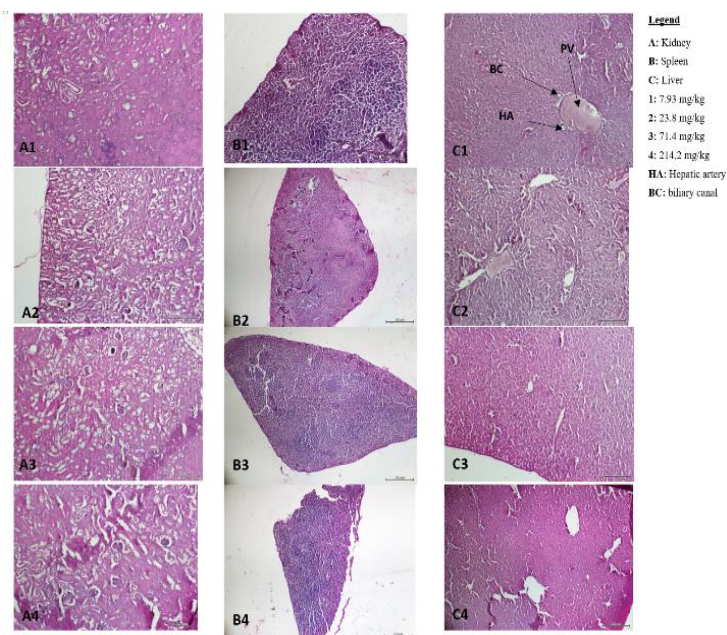 A1
B1
PV
BC
HA
C1
A2
B2
C2
A3
B3
C3
A4
B4
C4
Legend
A: Kidney
B: Spleen
C: Liver
1: 7.93 mg/kg
2: 23.8 mg/kg
3: 71.4 mg/kg
4: 214,2 mg/kg
HA: Hepatic artery
BC: biliary canal